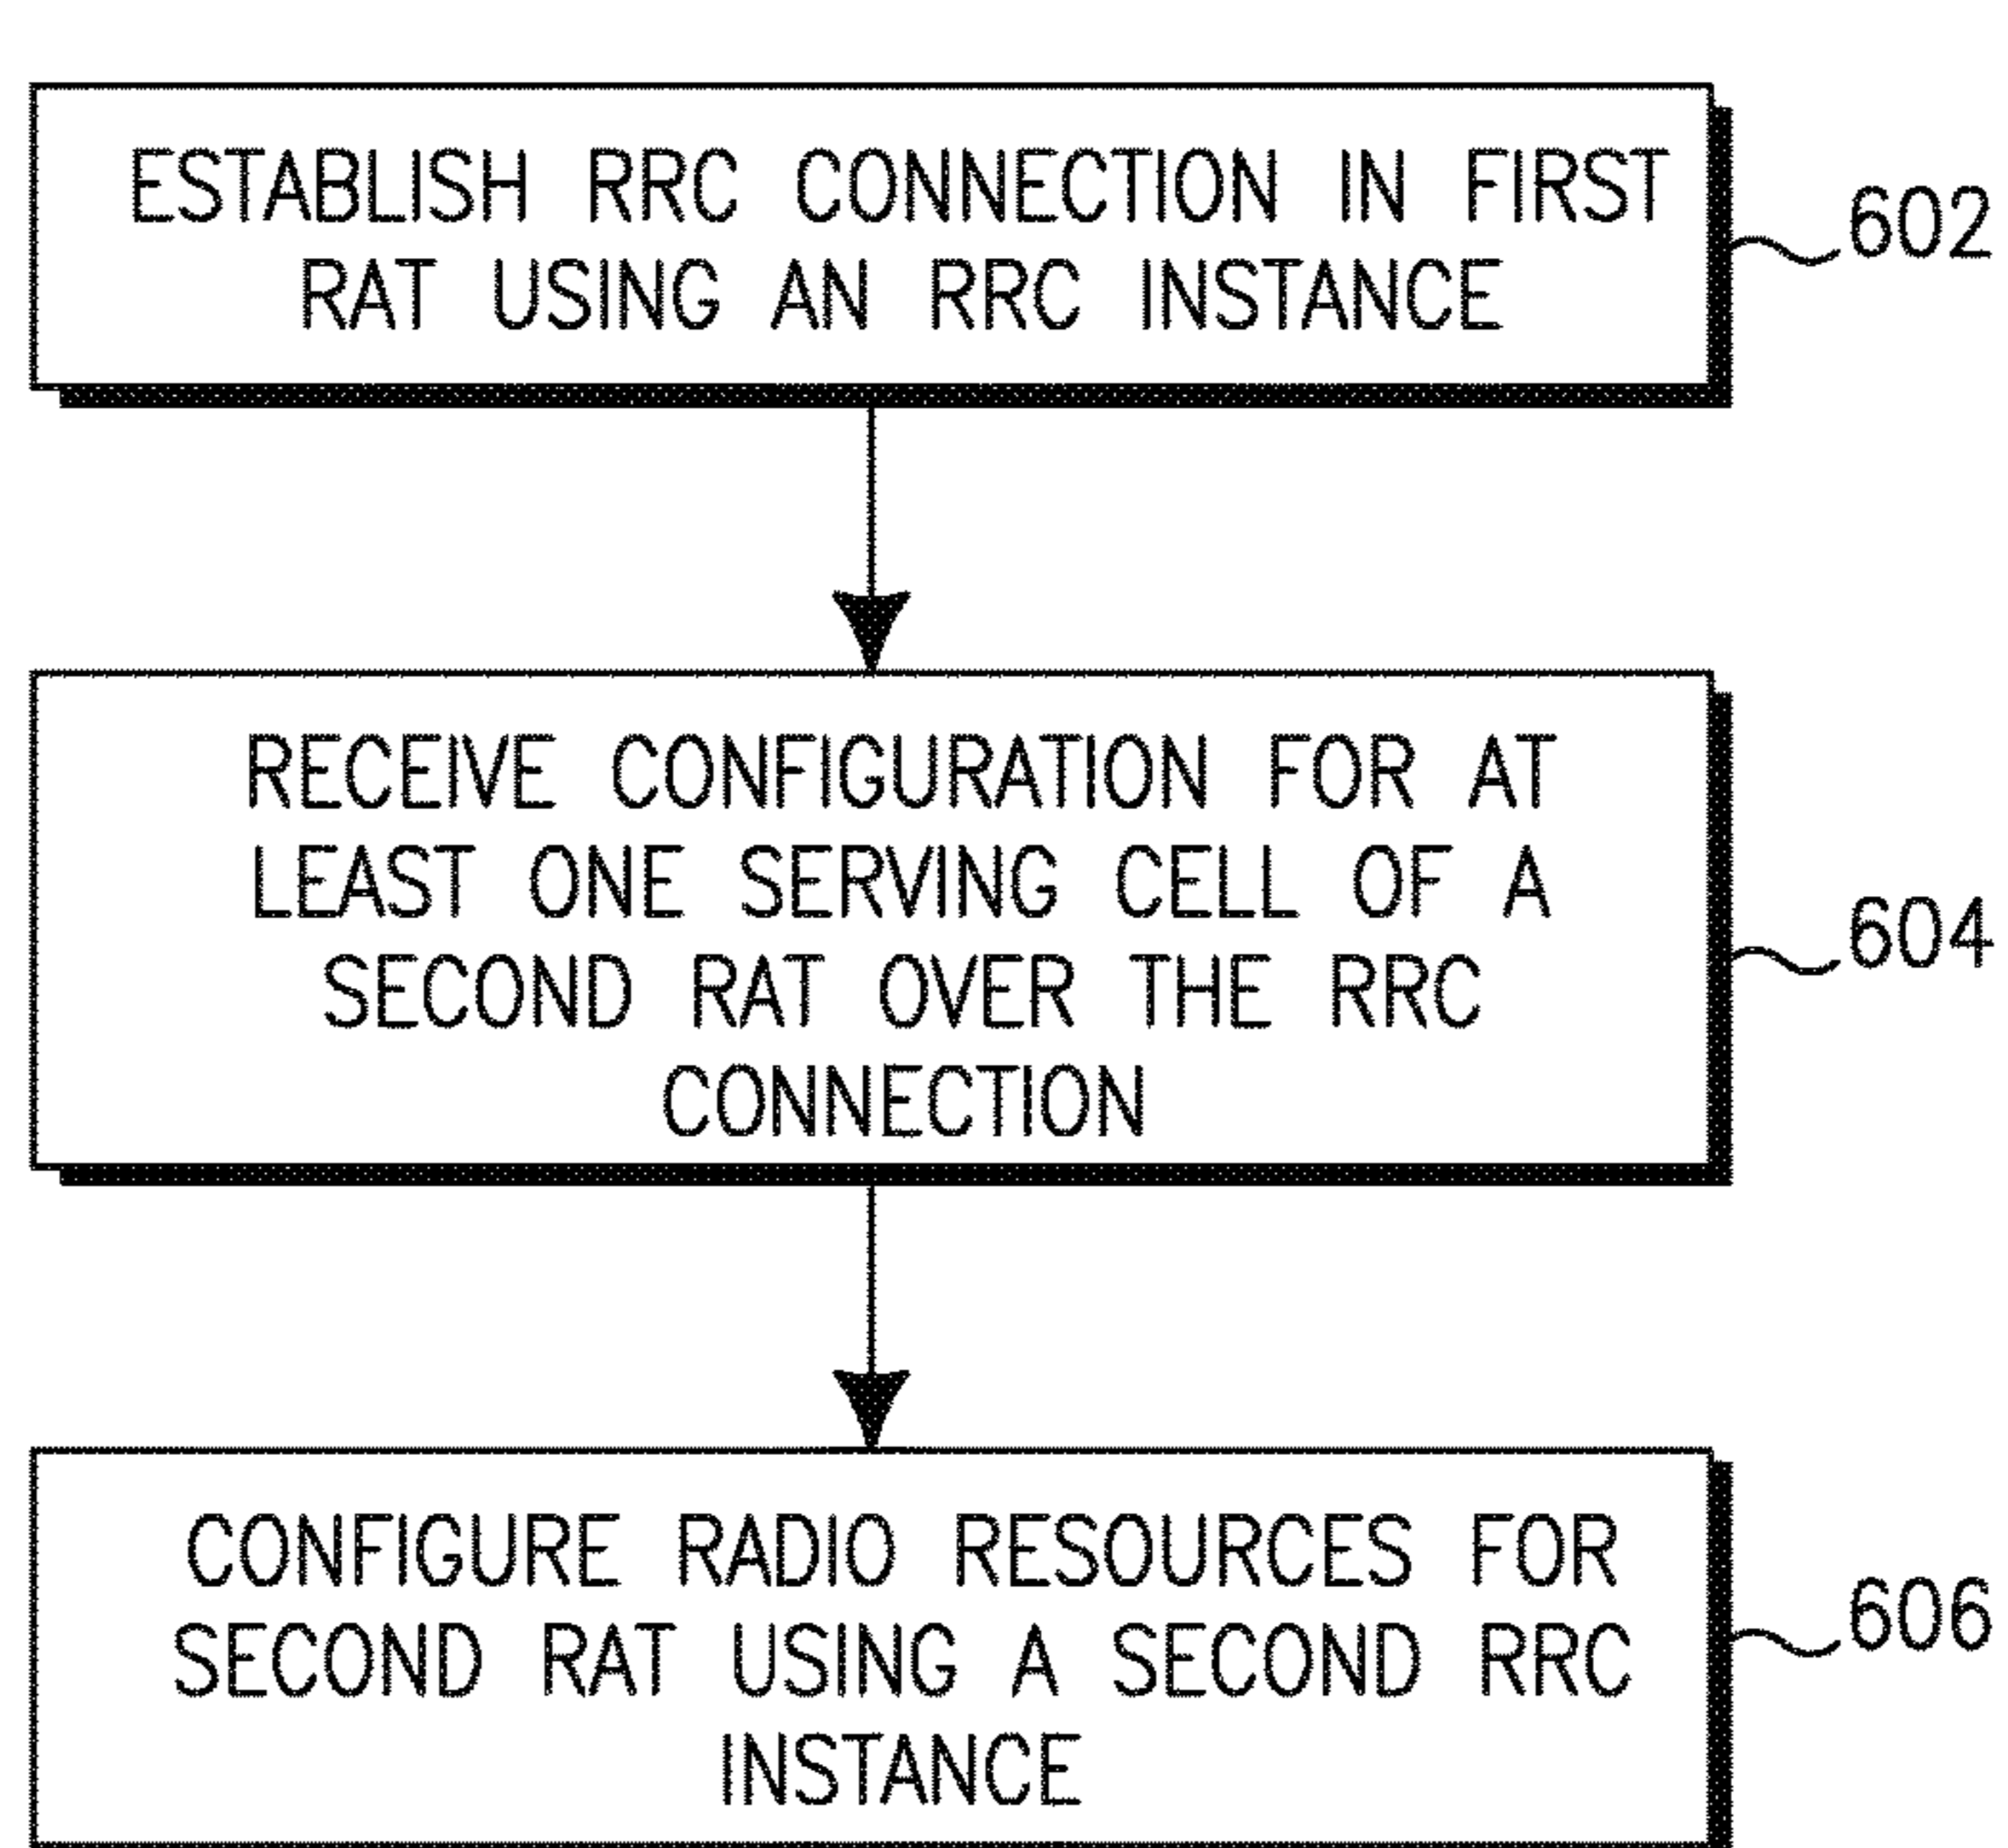 ESTABLISH RRC CONNECTION IN FIRST
RAT USING AN RRC INSTANCE
602
RECEIVE CONFIGURATION FOR AT
LEAST ONE SERVING CELL OF A
SECOND RAT OVER THE RRC
CONNECTION
604
CONFIGURE RADIO RESOURCES FOR
SECOND RAT USING A SECOND RRC
INSTANCE
606